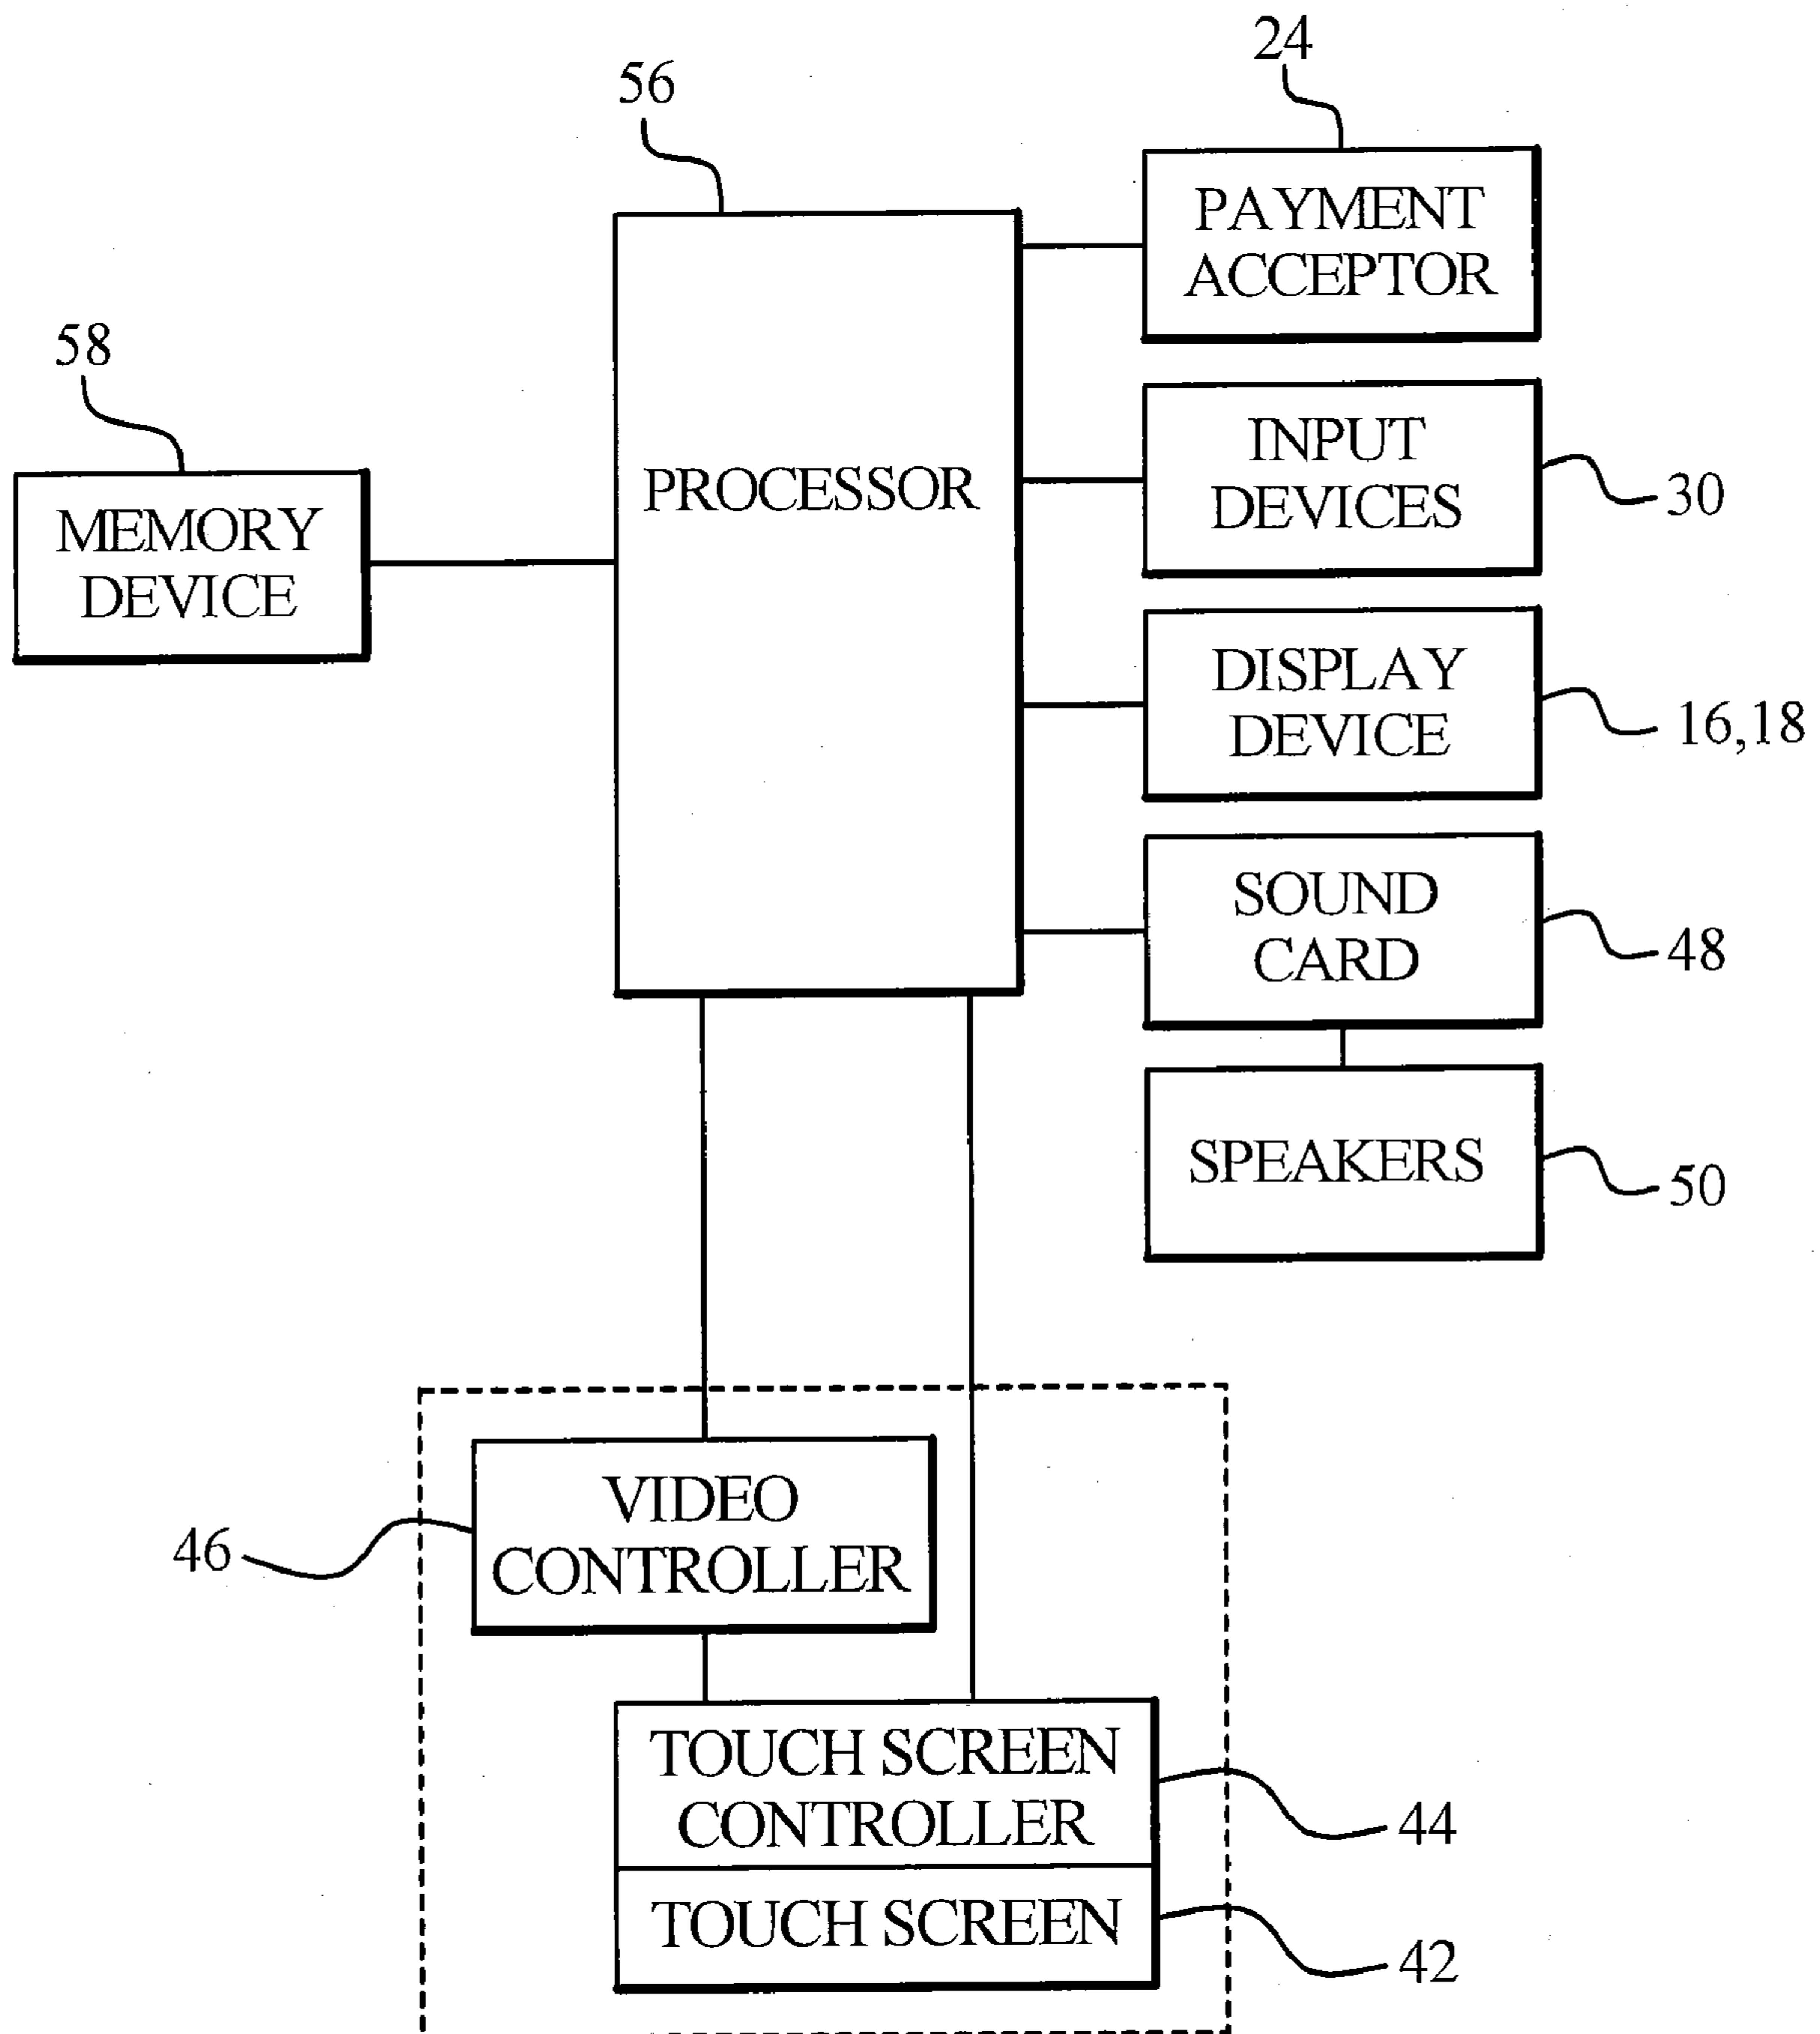 24
56
PAYMENT
ACCEPTOR
58
INPUT
DEVICES
30
PROCESSOR
MEMORY
DEVICE
DISPLAY
DEVICE
16,18
SOUND
CARD
48
SPEAKERS
50
VIDEO
CONTROLLER
46
TOUCH SCREEN
CONTROLLER
44
TOUCH SCREEN
42